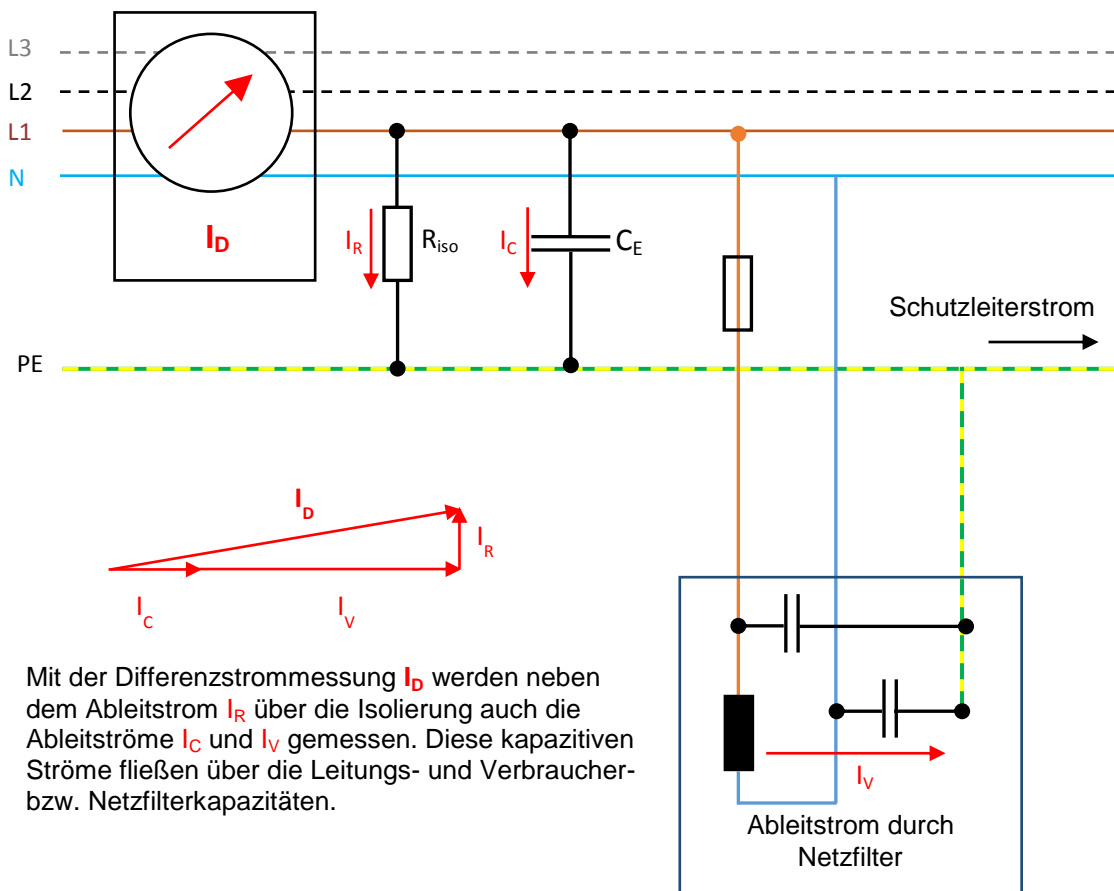 L3
L2
L1
N
I_D
I_R
R_iso
I_C
C_E
Schutzleiterstrom
PE
I_D
I_R
I_C
I_V
Mit der Differenzstrommessung I_D werden neben
dem Ableitstrom I_R über die Isolierung auch die
Ableitströme I_C und I_V gemessen. Diese kapazitiven
Ströme fließen über die Leitungs- und Verbraucher-
bzw. Netzfilterkapazitäten.
I_V
Ableitstrom durch
Netzfilter